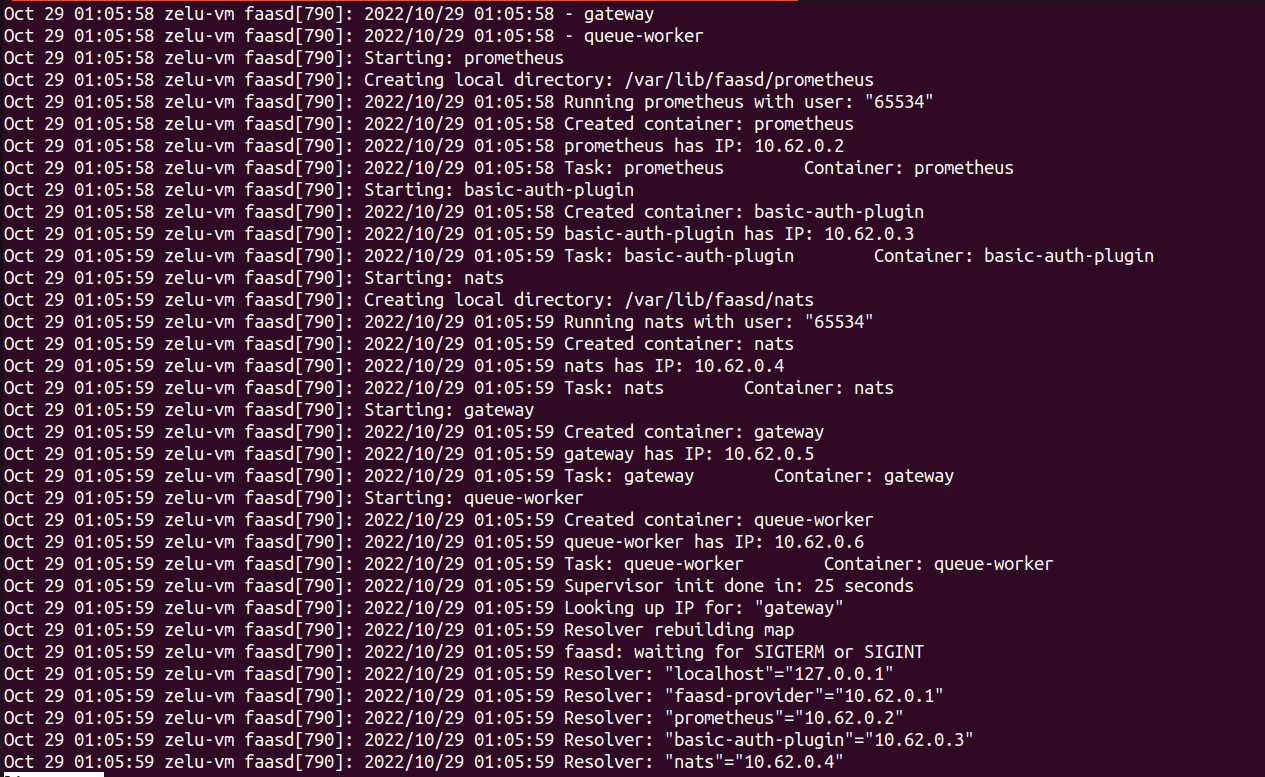 Oct 29 01:05:58 zelu-vm faasd[790]: 2022/10/29 01:05:58 - gateway
Oct 29 01:05:58 zelu-vm faasd[790]: 2022/10/29 01:05:58 - queue-worker
Oct 29 01:05:58 zelu-vm faasd[790]: Starting: prometheus
Oct 29 01:05:58 zelu-vm faasd[790]: Creating local directory: /var/lib/faasd/prometheus
Oct 29 01:05:58 zelu-vm faasd[790]: 2022/10/29 01:05:58 Running prometheus with user: "65534"
Oct 29 01:05:58 zelu-vm faasd[790]: 2022/10/29 01:05:58 Created container: prometheus
Oct 29 01:05:58 zelu-vm faasd[790]: 2022/10/29 01:05:58 prometheus has IP: 10.62.0.2
Oct 29 01:05:58 zelu-vm faasd[790]: 2022/10/29 01:05:58 Task: prometheus        Container: prometheus
Oct 29 01:05:58 zelu-vm faasd[790]: Starting: basic-auth-plugin
Oct 29 01:05:58 zelu-vm faasd[790]: 2022/10/29 01:05:58 Created container: basic-auth-plugin
Oct 29 01:05:59 zelu-vm faasd[790]: 2022/10/29 01:05:59 basic-auth-plugin has IP: 10.62.0.3
Oct 29 01:05:59 zelu-vm faasd[790]: 2022/10/29 01:05:59 Task: basic-auth-plugin        Container: basic-auth-plugin
Oct 29 01:05:59 zelu-vm faasd[790]: Starting: nats
Oct 29 01:05:59 zelu-vm faasd[790]: Creating local directory: /var/lib/faasd/nats
Oct 29 01:05:59 zelu-vm faasd[790]: 2022/10/29 01:05:59 Running nats with user: "65534"
Oct 29 01:05:59 zelu-vm faasd[790]: 2022/10/29 01:05:59 Created container: nats
Oct 29 01:05:59 zelu-vm faasd[790]: 2022/10/29 01:05:59 nats has IP: 10.62.0.4
Oct 29 01:05:59 zelu-vm faasd[790]: 2022/10/29 01:05:59 Task: nats        Container: nats
Oct 29 01:05:59 zelu-vm faasd[790]: Starting: gateway
Oct 29 01:05:59 zelu-vm faasd[790]: 2022/10/29 01:05:59 Created container: gateway
Oct 29 01:05:59 zelu-vm faasd[790]: 2022/10/29 01:05:59 gateway has IP: 10.62.0.5
Oct 29 01:05:59 zelu-vm faasd[790]: 2022/10/29 01:05:59 Task: gateway        Container: gateway
Oct 29 01:05:59 zelu-vm faasd[790]: Starting: queue-worker
Oct 29 01:05:59 zelu-vm faasd[790]: 2022/10/29 01:05:59 Created container: queue-worker
Oct 29 01:05:59 zelu-vm faasd[790]: 2022/10/29 01:05:59 queue-worker has IP: 10.62.0.6
Oct 29 01:05:59 zelu-vm faasd[790]: 2022/10/29 01:05:59 Task: queue-worker        Container: queue-worker
Oct 29 01:05:59 zelu-vm faasd[790]: 2022/10/29 01:05:59 Supervisor init done in: 25 seconds
Oct 29 01:05:59 zelu-vm faasd[790]: 2022/10/29 01:05:59 Looking up IP for: "gateway"
Oct 29 01:05:59 zelu-vm faasd[790]: 2022/10/29 01:05:59 Resolver rebuilding map
Oct 29 01:05:59 zelu-vm faasd[790]: 2022/10/29 01:05:59 faasd: waiting for SIGTERM or SIGINT
Oct 29 01:05:59 zelu-vm faasd[790]: 2022/10/29 01:05:59 Resolver: "localhost"="127.0.0.1"
Oct 29 01:05:59 zelu-vm faasd[790]: 2022/10/29 01:05:59 Resolver: "faasd-provider"="10.62.0.1"
Oct 29 01:05:59 zelu-vm faasd[790]: 2022/10/29 01:05:59 Resolver: "prometheus"="10.62.0.2"
Oct 29 01:05:59 zelu-vm faasd[790]: 2022/10/29 01:05:59 Resolver: "basic-auth-plugin"="10.62.0.3"
Oct 29 01:05:59 zelu-vm faasd[790]: 2022/10/29 01:05:59 Resolver: "nats"="10.62.0.4"